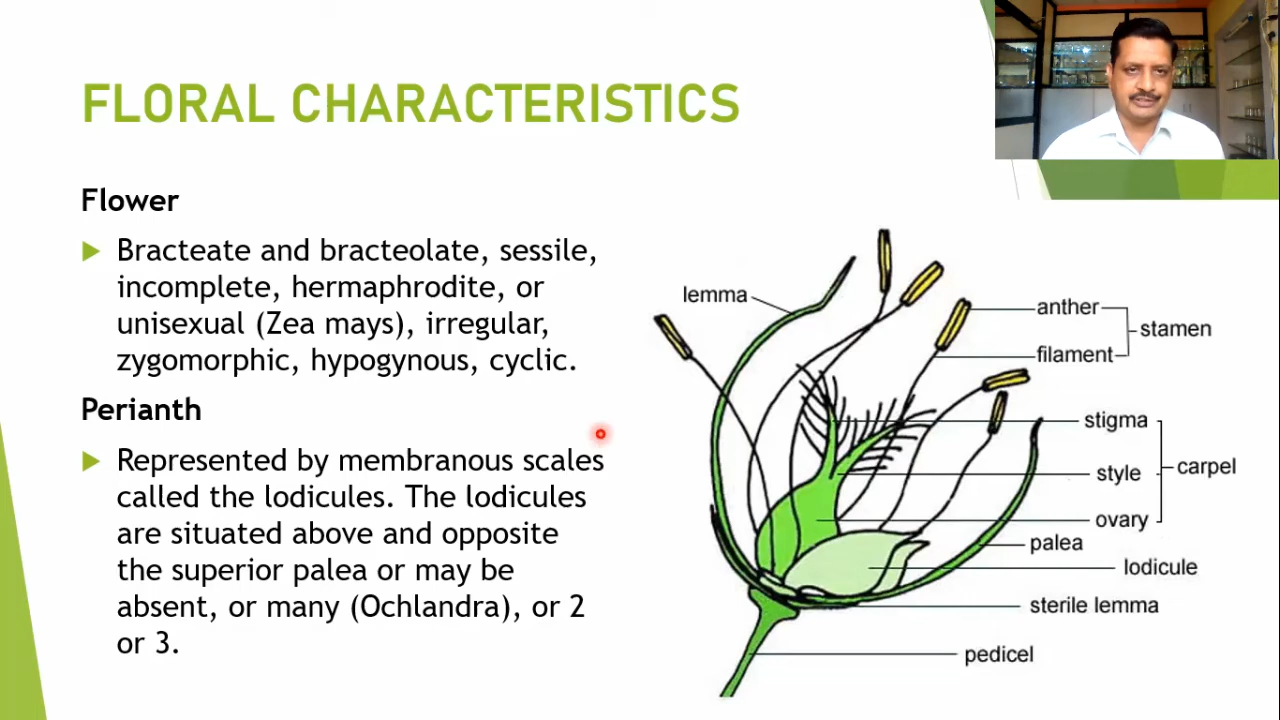 FLORAL CHARACTERISTICS
Flower
Bracteate and bracteolate, sessile,
incomplete, hermaphrodite, or
unisexual (Zea mays), irregular,
zygomorphic, hypogynous, cyclic.
Perianth
Represented by membranous scales
called the lodicules. The lodicules
are situated above and opposite
the superior palea or may be
absent, or many (Ochlandra), or 2
or 3.
lemma
anther
stamen
filament
stigma
style
carpel
ovary
palea
lodicule
sterile lemma
pedicel